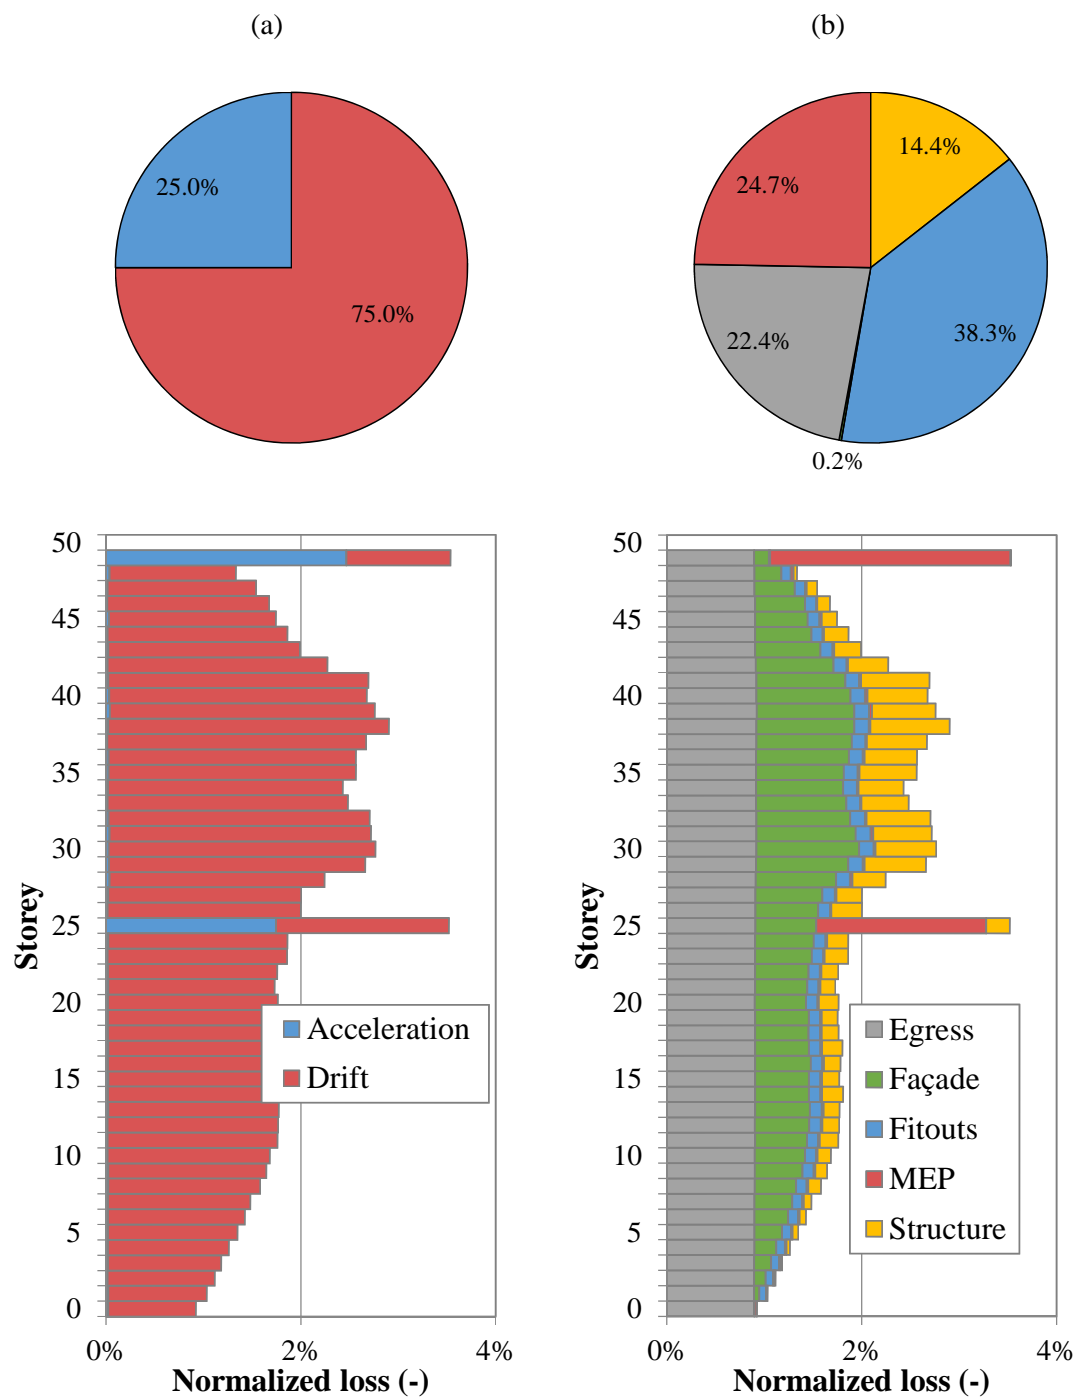 (a)
(b)
25.0%
75.0%
14.4%
24.7%
38.3%
22.4%
0.2%
50
45
40
35
30
25
20
15
10
5
0
Storey
Acceleration
Drift
0%
2%
4%
Normalized loss (-)
50
45
40
35
30
25
20
15
10
5
0
Storey
Egress
Façade
Fitouts
MEP
Structure
0%
2%
4%
Normalized loss (-)